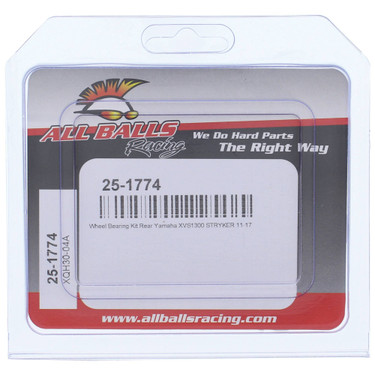 ALL BALLS
Racing
We Do Hard Parts
The Right Way
25-1774
Wheel Bearing Kit Rear Yamaha XVS1300 STRYKER 11-17
25-1774
XQH30-04A
www.allballsracing.com